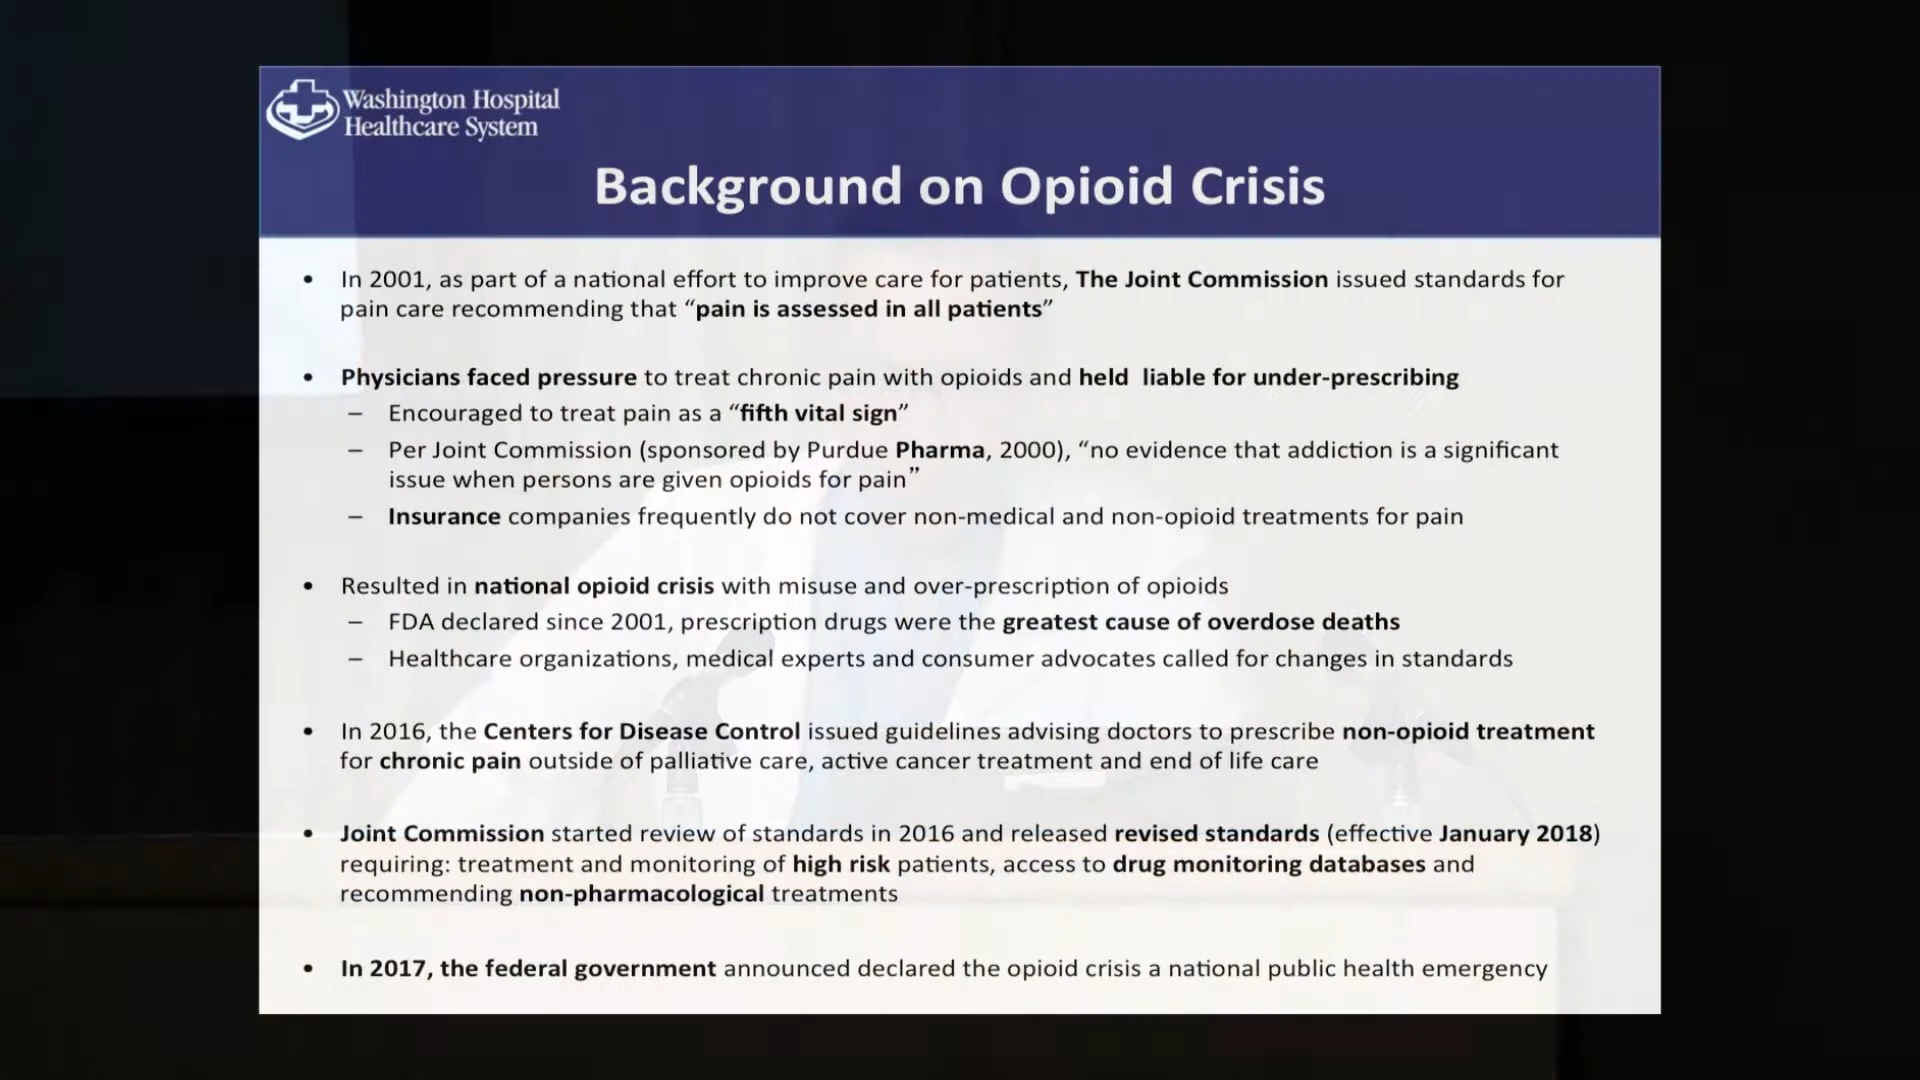 Washington Hospital
Healthcare System
Background on Opioid Crisis
• In 2001, as part of a national effort to improve care for patients, The Joint Commission issued standards for
pain care recommending that “pain is assessed in all patients”
• Physicians faced pressure to treat chronic pain with opioids and held liable for under-prescribing
– Encouraged to treat pain as a “fifth vital sign”
– Per Joint Commission (sponsored by Purdue Pharma, 2000), “no evidence that addiction is a significant
issue when persons are given opioids for pain”
– Insurance companies frequently do not cover non-medical and non-opioid treatments for pain
• Resulted in national opioid crisis with misuse and over-prescription of opioids
– FDA declared since 2001, prescription drugs were the greatest cause of overdose deaths
– Healthcare organizations, medical experts and consumer advocates called for changes in standards
• In 2016, the Centers for Disease Control issued guidelines advising doctors to prescribe non-opioid treatment
for chronic pain outside of palliative care, active cancer treatment and end of life care
• Joint Commission started review of standards in 2016 and released revised standards (effective January 2018)
requiring: treatment and monitoring of high risk patients, access to drug monitoring databases and
recommending non-pharmacological treatments
• In 2017, the federal government announced declared the opioid crisis a national public health emergency